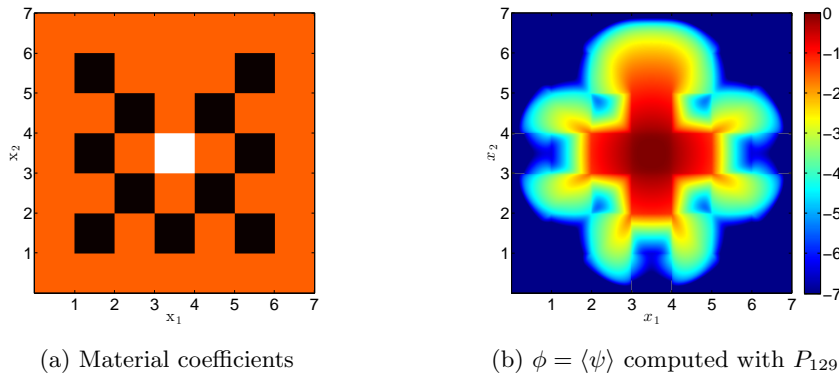 7
6
5
4
3
2
1
x₂
1 2 3 4 5 6 7
x₁
(a) Material coefficients
7
6
5
4
3
2
1
x₂
1 2 3 4 5 6 7
x₁
0
−1
−2
−3
−4
−5
−6
−7
(b) ϕ = ⟨ψ⟩ computed with P₁₂₉